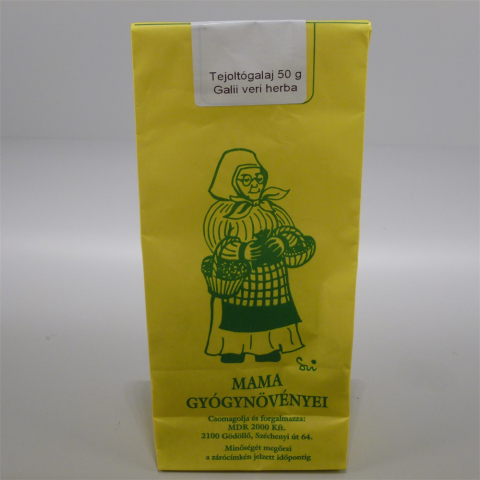 Tejoltógalaj 50 g
Galii veri herba
MAMA
GYÓGYNÖVÉNYEI
Csomagolja és forgalmazza:
MDR 2000 Kft.
2100 Gödöllő, Széchenyi út 64.
Minőségét megőrzi
a zárócímkén jelzett időpontig